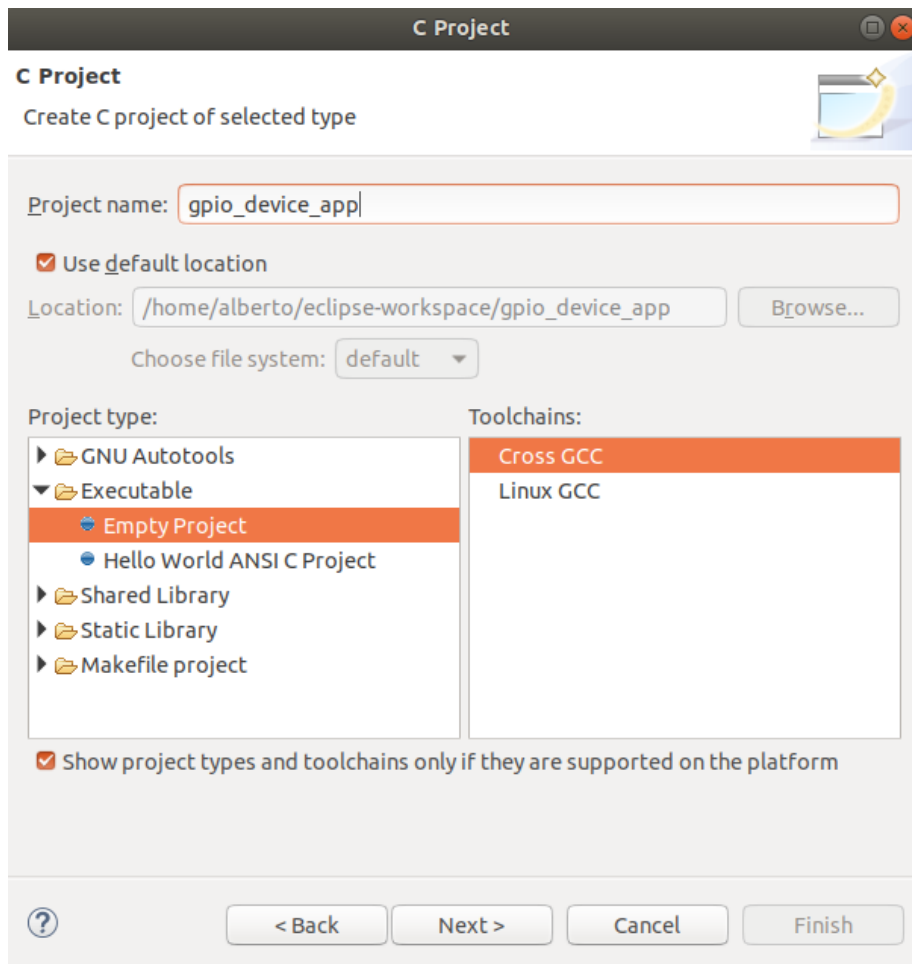 C Project
C Project
Create C project of selected type
Project name: gpio_device_app
Use default location
Location: /home/alberto/eclipse-workspace/gpio_device_app Browse...
Choose file system: default
Project type: Toolchains:
GNU Autotools Cross GCC
Executable Linux GCC
Empty Project
Hello World ANSI C Project
Shared Library
Static Library
Makefile project
Show project types and toolchains only if they are supported on the platform
? < Back Next > Cancel Finish